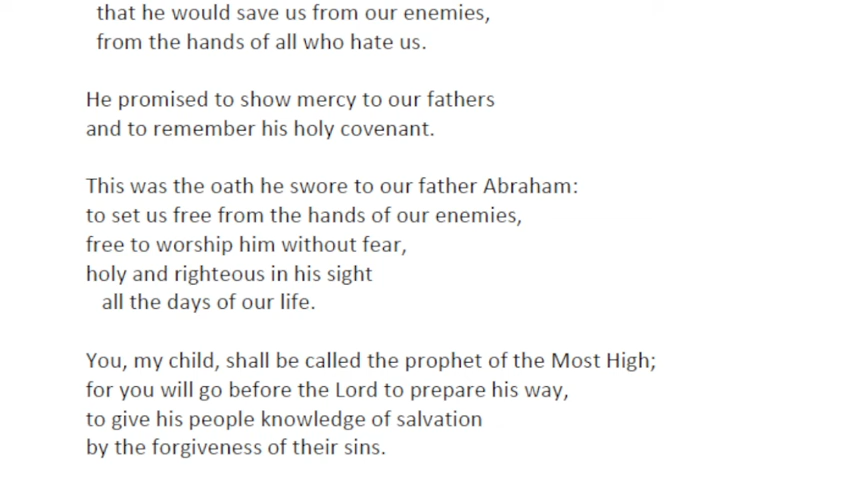 that he would save us from our enemies,
from the hands of all who hate us.
He promised to show mercy to our fathers
and to remember his holy covenant.
This was the oath he swore to our father Abraham:
to set us free from the hands of our enemies,
free to worship him without fear,
holy and righteous in his sight
all the days of our life.
You, my child, shall be called the prophet of the Most High;
for you will go before the Lord to prepare his way,
to give his people knowledge of salvation
by the forgiveness of their sins.